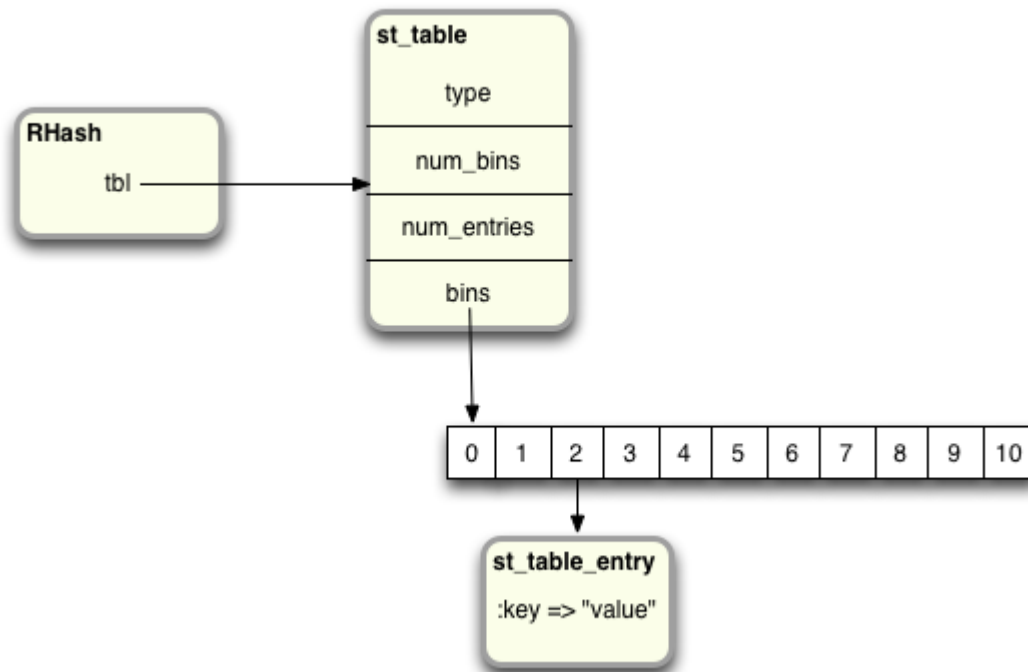 st_table
type
RHash
num_bins
tbl
num_entries
bins
0 1 2 3 4 5 6 7 8 9 10
st_table_entry
:key => "value"